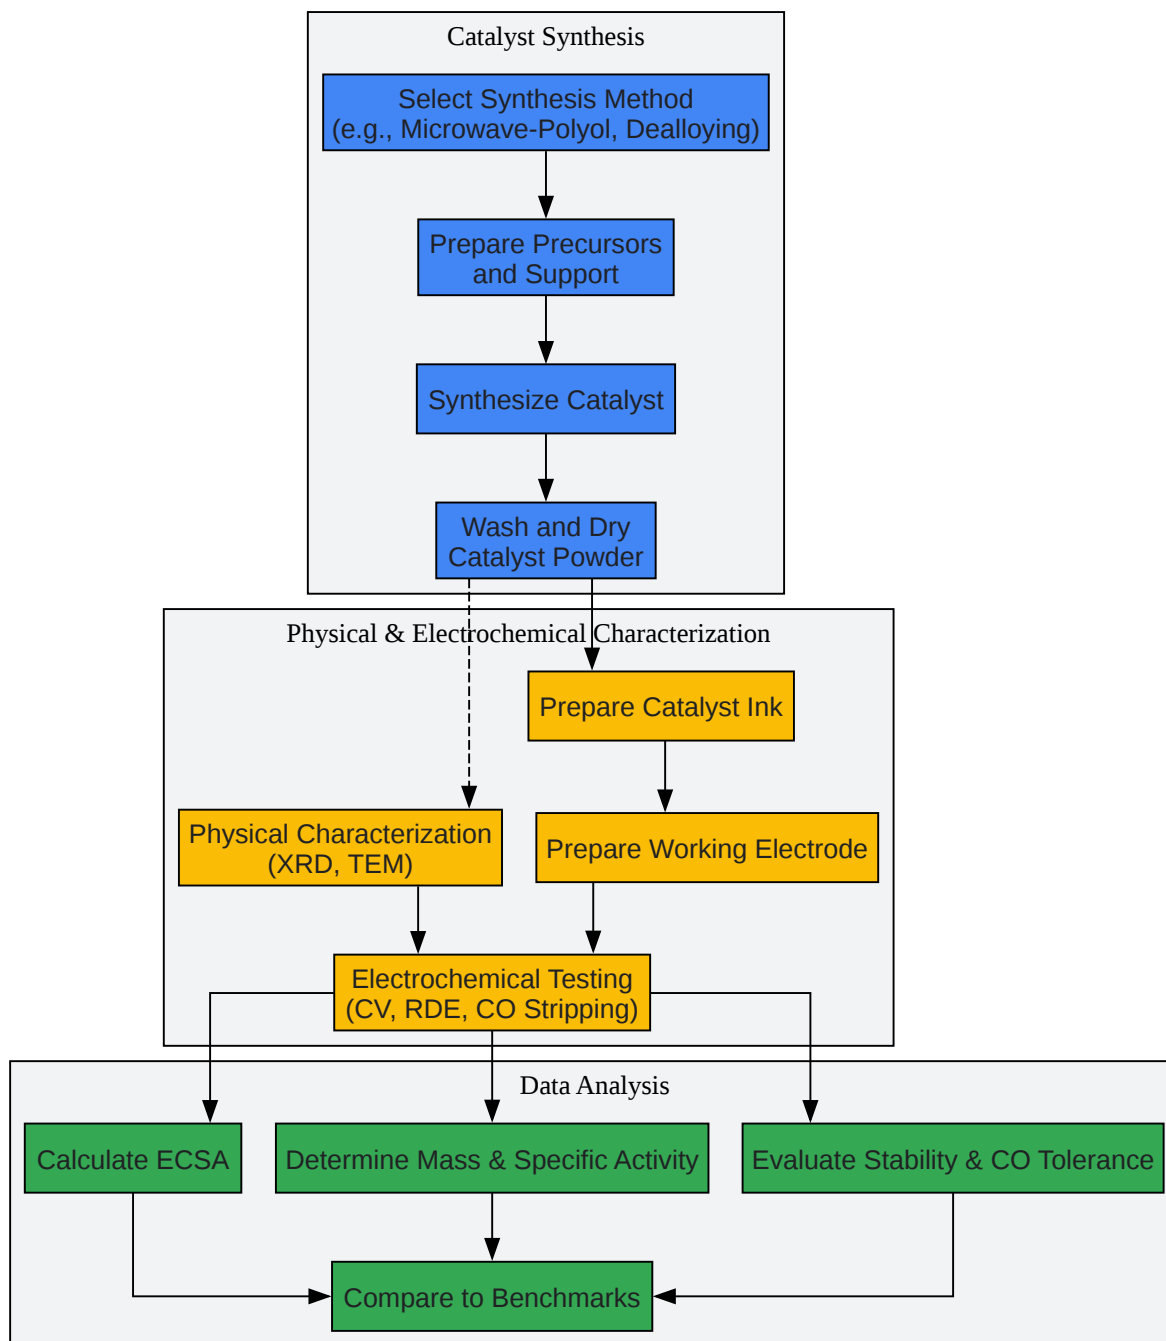 Catalyst Synthesis
Select Synthesis Method
(e.g., Microwave-Polyol, Dealloying)
Prepare Precursors
and Support
Synthesize Catalyst
Wash and Dry
Catalyst Powder
Physical & Electrochemical Characterization
Prepare Catalyst Ink
Physical Characterization
(XRD, TEM)
Prepare Working Electrode
Electrochemical Testing
(CV, RDE, CO Stripping)
Data Analysis
Calculate ECSA
Determine Mass & Specific Activity
Evaluate Stability & CO Tolerance
Compare to Benchmarks